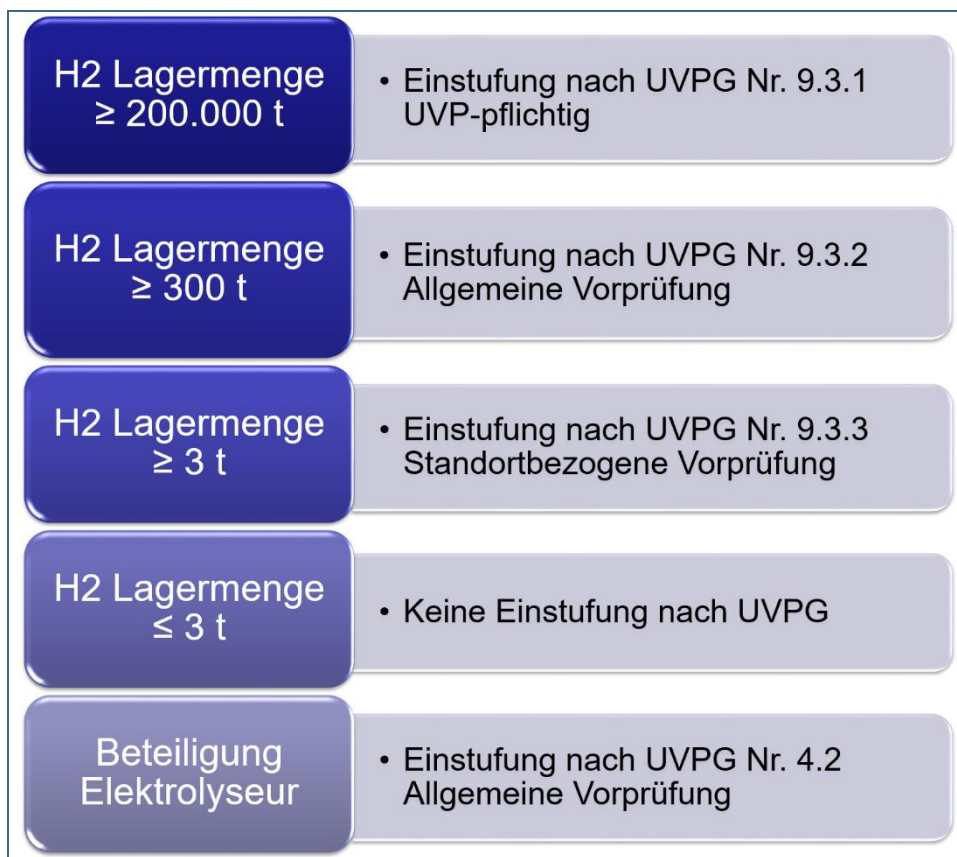 H2 Lagermenge
≥ 200.000 t
• Einstufung nach UVPG Nr. 9.3.1
UVP-pflichtig
H2 Lagermenge
≥ 300 t
• Einstufung nach UVPG Nr. 9.3.2
Allgemeine Vorprüfung
H2 Lagermenge
≥ 3 t
• Einstufung nach UVPG Nr. 9.3.3
Standortbezogene Vorprüfung
H2 Lagermenge
≤ 3 t
• Keine Einstufung nach UVPG
Beteiligung
Elektrolyseur
• Einstufung nach UVPG Nr. 4.2
Allgemeine Vorprüfung